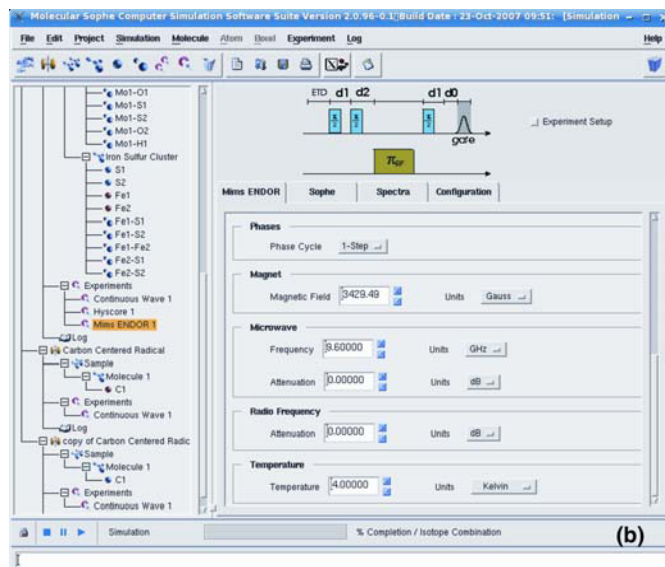 Molecular Sophe Computer Simulation Software Suite Version 2.0.96-0.1 Build Date : 23-Oct-2007 09:51: [Simulation
File Edit Project Simulation Molecule Atom Bond Experiment Log Help
Mo1-O1
Mo1-S1
Mo1-S2
Mo1-O2
Mo1-H1
Iron Sulfur Cluster
S1
S2
Fe1
Fe2
Fe1-S1
Fe1-S2
Fe1-Fe2
Fe2-S1
Fe2-S2
Experiments
Continuous Wave 1
Hyscore 1
Mims ENDOR 1
Log
Carbon Centered Radical
Sample
Molecule 1
C1
Experiments
Continuous Wave 1
Log
copy of Carbon Centered Radic
Sample
Molecule 1
C1
Experiments
Continuous Wave 1
ETD d1 d2 d1 d0
π/2 π/2 π/2
gate
πRF
Experiment Setup
Mims ENDOR Sophe Spectra Configuration
Phases
Phase Cycle 1-Step
Magnet
Magnetic Field 3429.49 Units Gauss
Microwave
Frequency 9.60000 Units GHz
Attenuation 0.00000 Units dB
Radio Frequency
Attenuation 0.00000 Units dB
Temperature
Temperature 4.00000 Units Kelvin
Simulation % Completion / Isotope Combination (b)